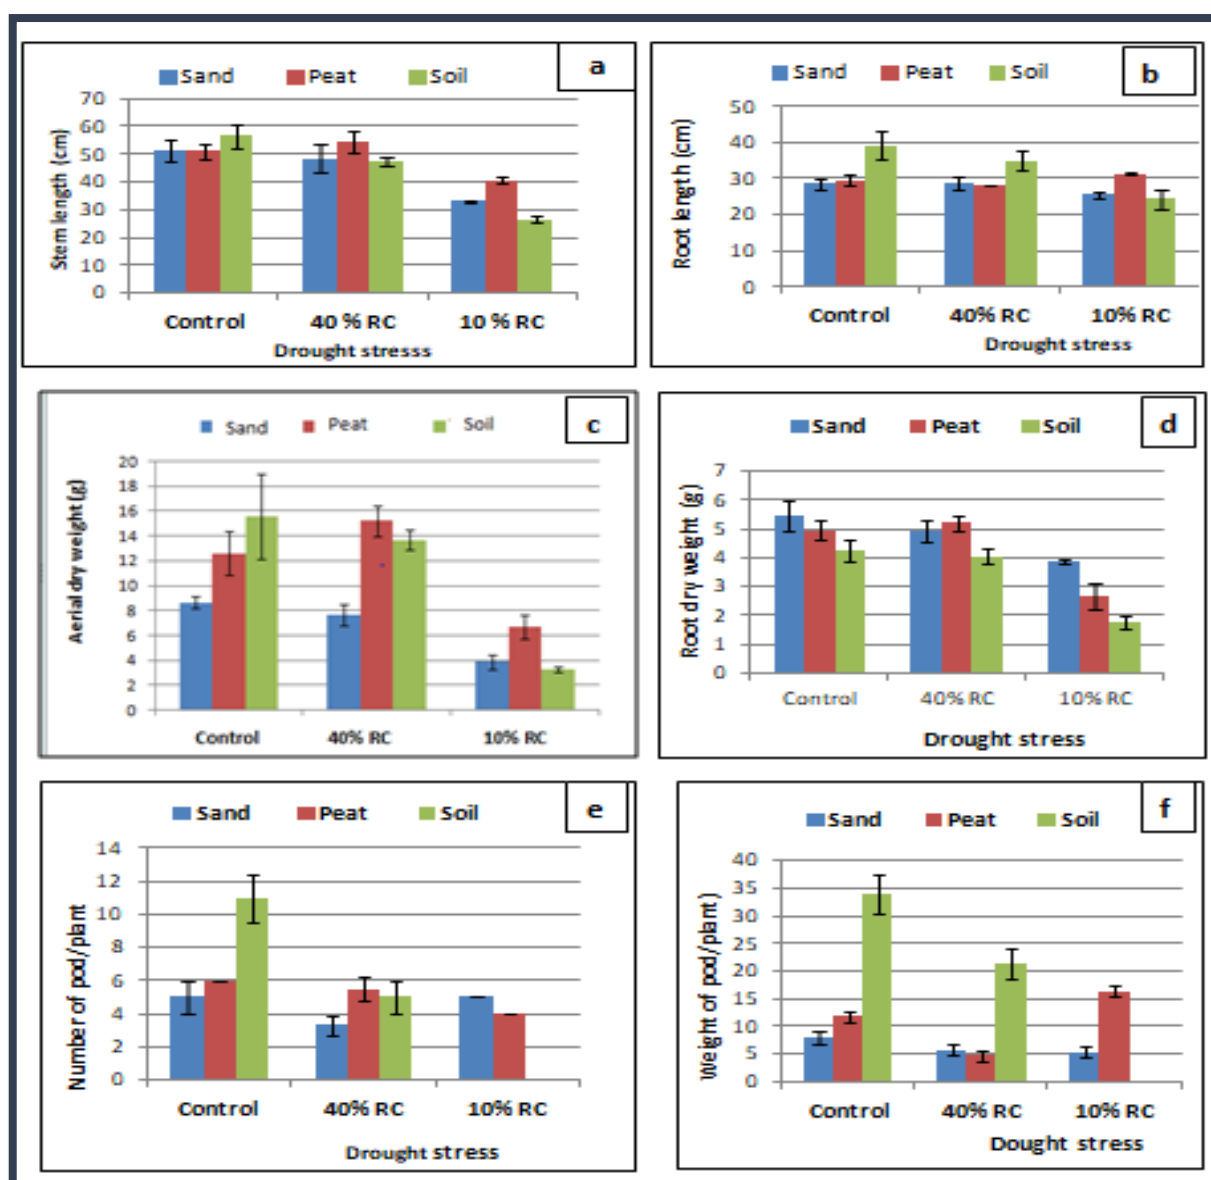 a
Sand Peat Soil
70
60
50
40
30
20
10
0
Stem length (cm)
Control 40 % RC 10 % RC
Drought stresss
b
Sand Peat Soil
50
40
30
20
10
0
Root length (cm)
Control 40% RC 10% RC
Drought stress
c
Sand Peat Soil
20
18
16
14
12
10
8
6
4
2
0
Aerial dry weight (g)
Control 40% RC 10% RC
d
Sand Peat Soil
7
6
5
4
3
2
1
0
Root dry weight (g)
Control 40% RC 10% RC
Drought stress
e
Sand Peat Soil
14
12
10
8
6
4
2
0
Number of pod/plant
Control 40% RC 10% RC
Drought stress
f
Sand Peat Soil
40
35
30
25
20
15
10
5
0
Weight of pod/plant)
Control 40% RC 10% RC
Dought stress